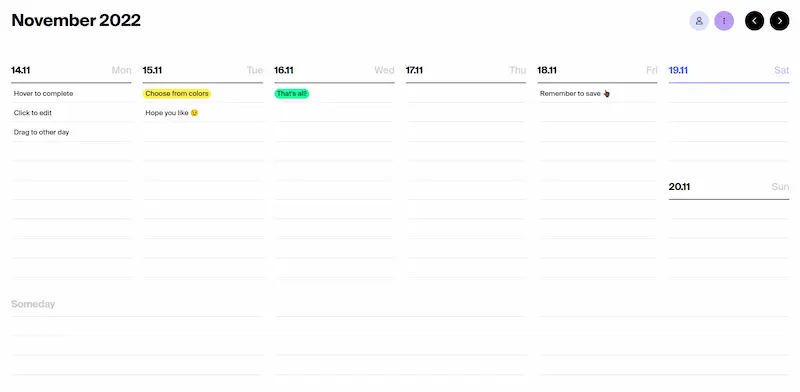 November 2022
14.11 Mon
Hover to complete
Click to edit
Drag to other day
15.11 Tue
Choose from colors
Hope you like 😉
16.11 Wed
That's all!
17.11 Thu
18.11 Fri
Remember to save 👆🏿
19.11 Sat
20.11 Sun
Someday